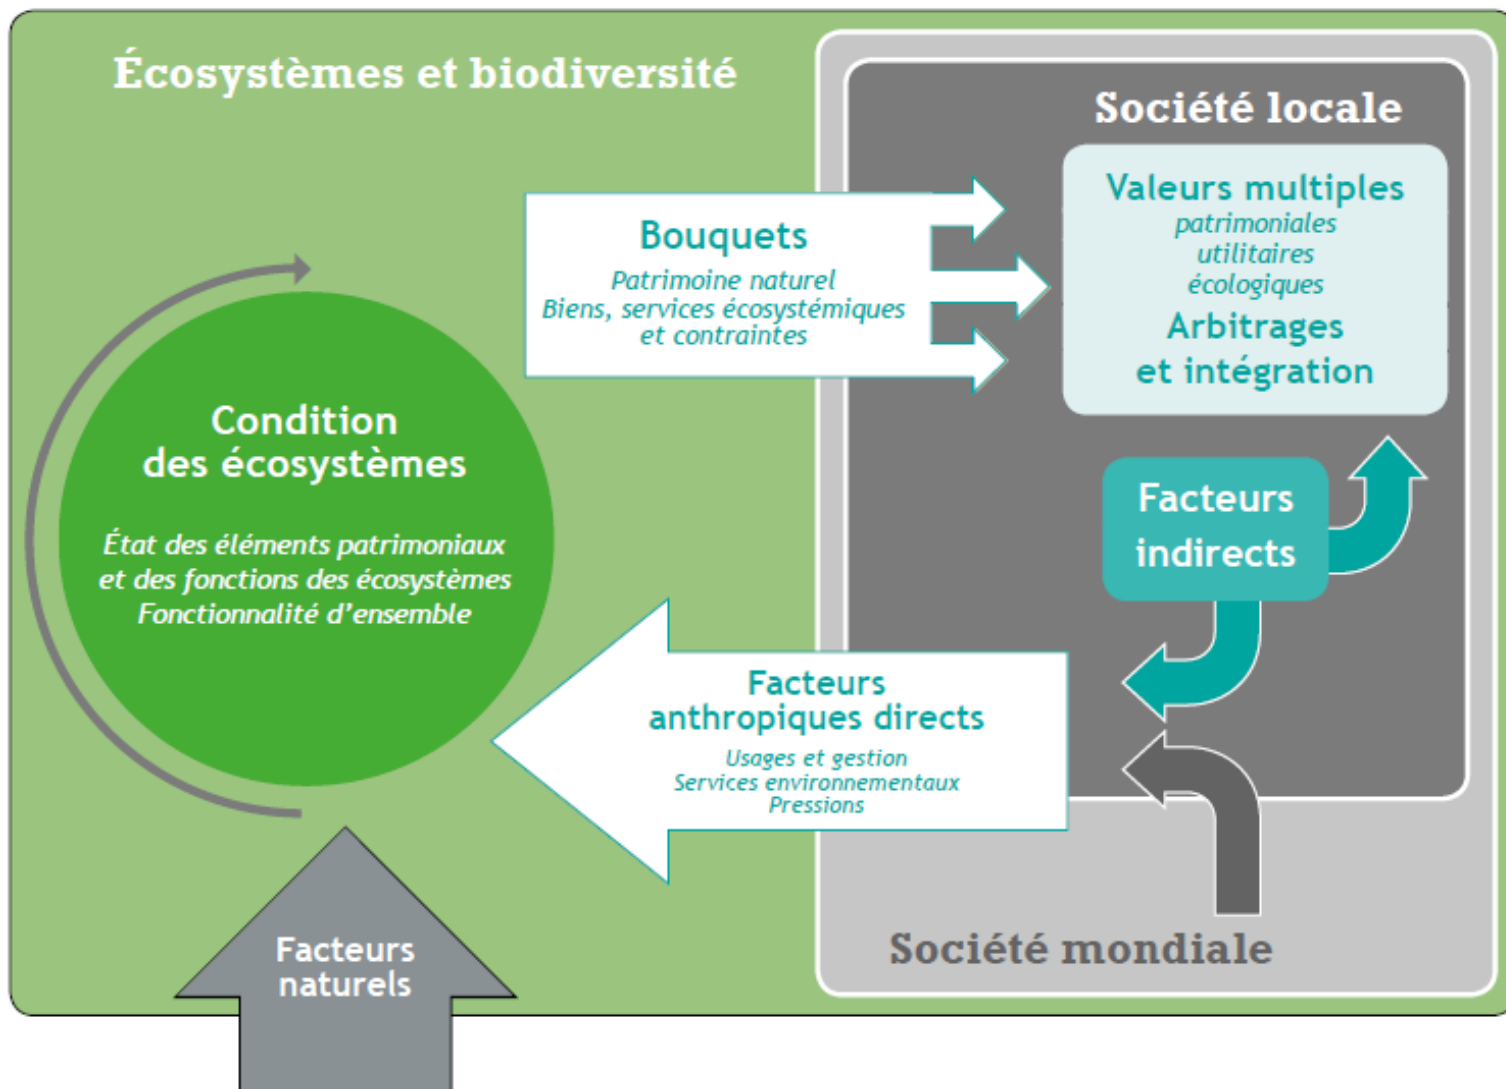 Écosystèmes et biodiversité
Société locale
Valeurs multiples
patrimoniales
utilitaires
écologiques
Arbitrages
et intégration
Bouquets
Patrimoine naturel
Biens, services écosystémiques
et contraintes
Condition
des écosystèmes
État des éléments patrimoniaux
et des fonctions des écosystèmes
Fonctionnalité d'ensemble
Facteurs
indirects
Facteurs
anthropiques directs
Usages et gestion
Services environnementaux
Pressions
Société mondiale
Facteurs
naturels